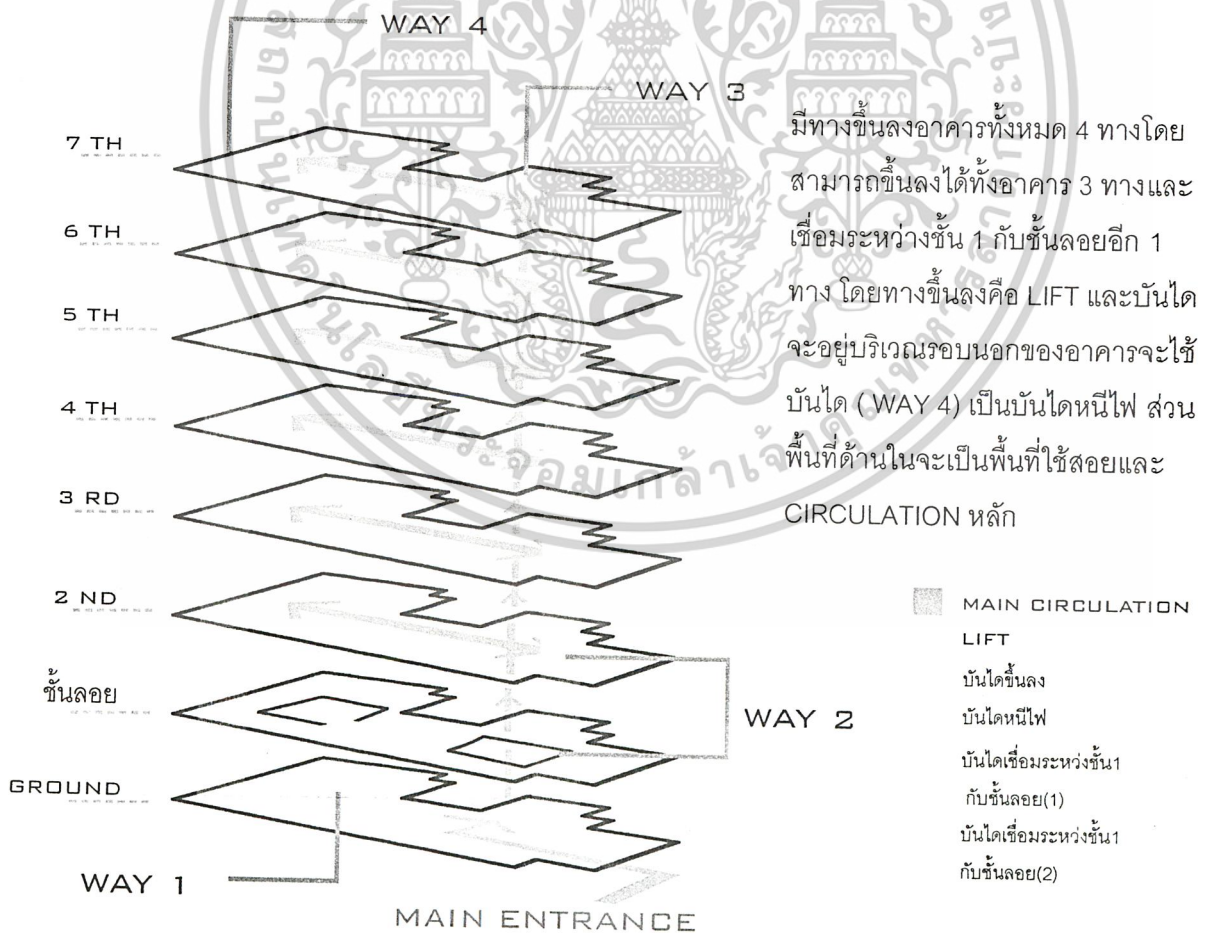 WAY 4
WAY 3
7 TH
6 TH
5 TH
4 TH
3 RD
2 ND
ชั้นลอย
GROUND
WAY 2
WAY 1
MAIN ENTRANCE
มีทางขึ้นลงอาคารทั้งหมด 4 ทางโดย
สามารถขึ้นลงได้ทั้งอาคาร 3 ทางและ
เชื่อมระหว่างชั้น 1 กับชั้นลอยอีก 1
ทาง โดยทางขึ้นลงคือ LIFT และบันได
จะอยู่บริเวณรอบนอกของอาคารจะใช้
บันได ( WAY 4) เป็นบันไดหนีไฟ ส่วน
พื้นที่ด้านในจะเป็นพื้นที่ใช้สอยและ
CIRCULATION หลัก
MAIN CIRCULATION
LIFT
บันไดขึ้นลง
บันไดหนีไฟ
บันไดเชื่อมระหว่งชั้น1
กับชั้นลอย(1)
บันไดเชื่อมระหว่งชั้น1
กับชั้นลอย(2)